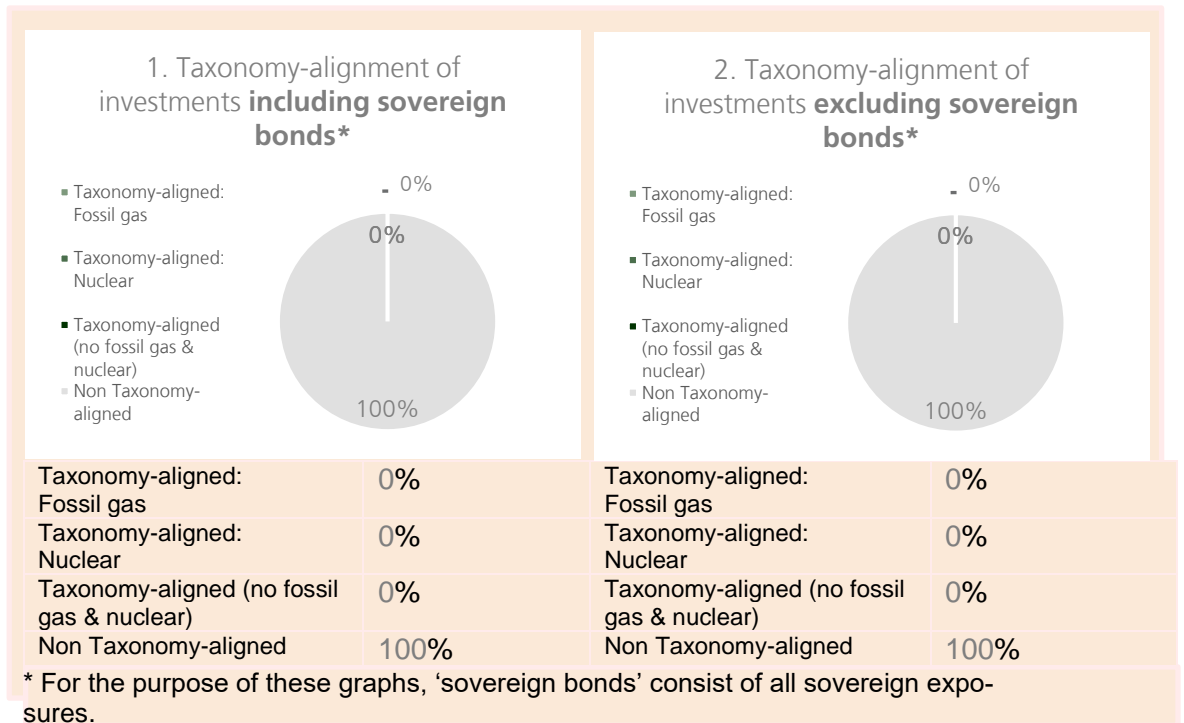 1. Taxonomy-alignment of
investments including sovereign
bonds*
Taxonomy-aligned:
Fossil gas
Taxonomy-aligned:
Nuclear
Taxonomy-aligned
(no fossil gas &
nuclear)
Non Taxonomy-
aligned
- 0%
0%
100%
2. Taxonomy-alignment of
investments excluding sovereign
bonds*
Taxonomy-aligned:
Fossil gas
Taxonomy-aligned:
Nuclear
Taxonomy-aligned
(no fossil gas &
nuclear)
Non Taxonomy-
aligned
- 0%
0%
100%
Taxonomy-aligned:
Fossil gas
0%
Taxonomy-aligned:
Fossil gas
0%
Taxonomy-aligned:
Nuclear
0%
Taxonomy-aligned:
Nuclear
0%
Taxonomy-aligned (no fossil
gas & nuclear)
0%
Taxonomy-aligned (no fossil
gas & nuclear)
0%
Non Taxonomy-aligned
100%
Non Taxonomy-aligned
100%
* For the purpose of these graphs, ‘sovereign bonds’ consist of all sovereign expo-
sures.